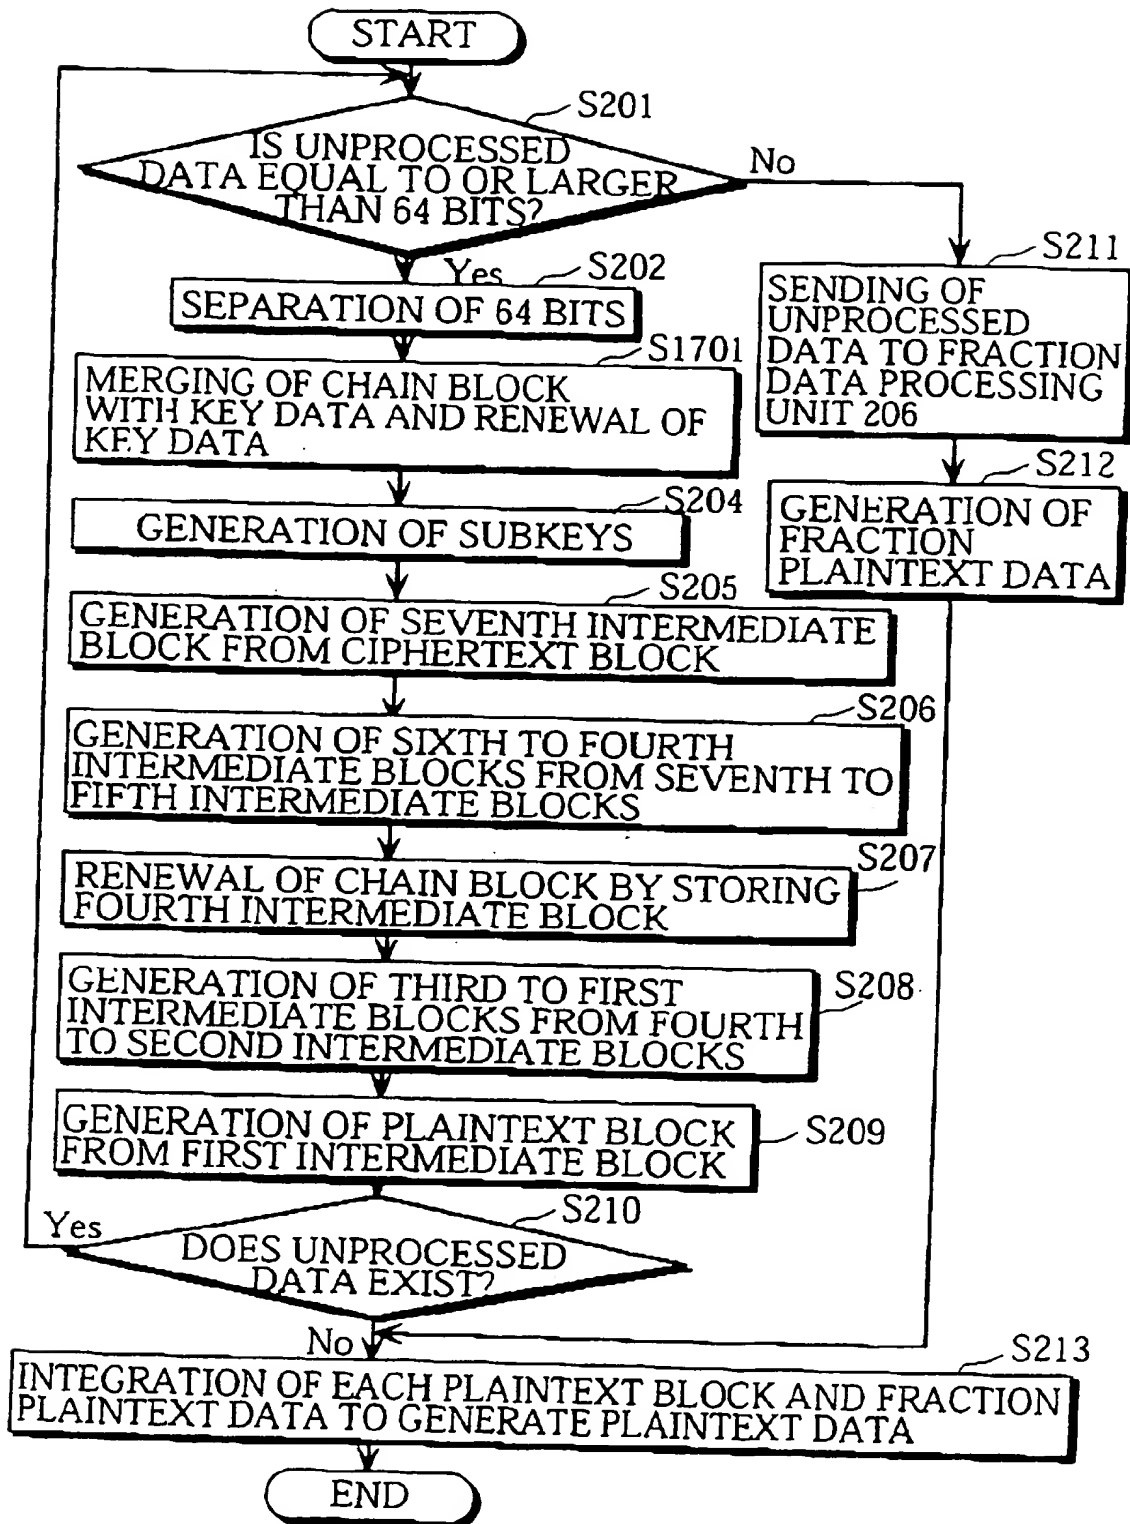 START
S201
IS UNPROCESSED
DATA EQUAL TO OR LARGER
THAN 64 BITS?
No
Yes
S202
SEPARATION OF 64 BITS
S1701
MERGING OF CHAIN BLOCK
WITH KEY DATA AND RENEWAL OF
KEY DATA
S204
GENERATION OF SUBKEYS
S205
GENERATION OF SEVENTH INTERMEDIATE
BLOCK FROM CIPHERTEXT BLOCK
S206
GENERATION OF SIXTH TO FOURTH
INTERMEDIATE BLOCKS FROM SEVENTH TO
FIFTH INTERMEDIATE BLOCKS
S207
RENEWAL OF CHAIN BLOCK BY STORING
FOURTH INTERMEDIATE BLOCK
S208
GENERATION OF THIRD TO FIRST
INTERMEDIATE BLOCKS FROM FOURTH
TO SECOND INTERMEDIATE BLOCKS
S209
GENERATION OF PLAINTEXT BLOCK
FROM FIRST INTERMEDIATE BLOCK
S210
Yes
DOES UNPROCESSED
DATA EXIST?
No
S211
SENDING OF
UNPROCESSED
DATA TO FRACTION
DATA PROCESSING
UNIT 206
S212
GENERATION OF
FRACTION
PLAINTEXT DATA
S213
INTEGRATION OF EACH PLAINTEXT BLOCK AND FRACTION
PLAINTEXT DATA TO GENERATE PLAINTEXT DATA
END